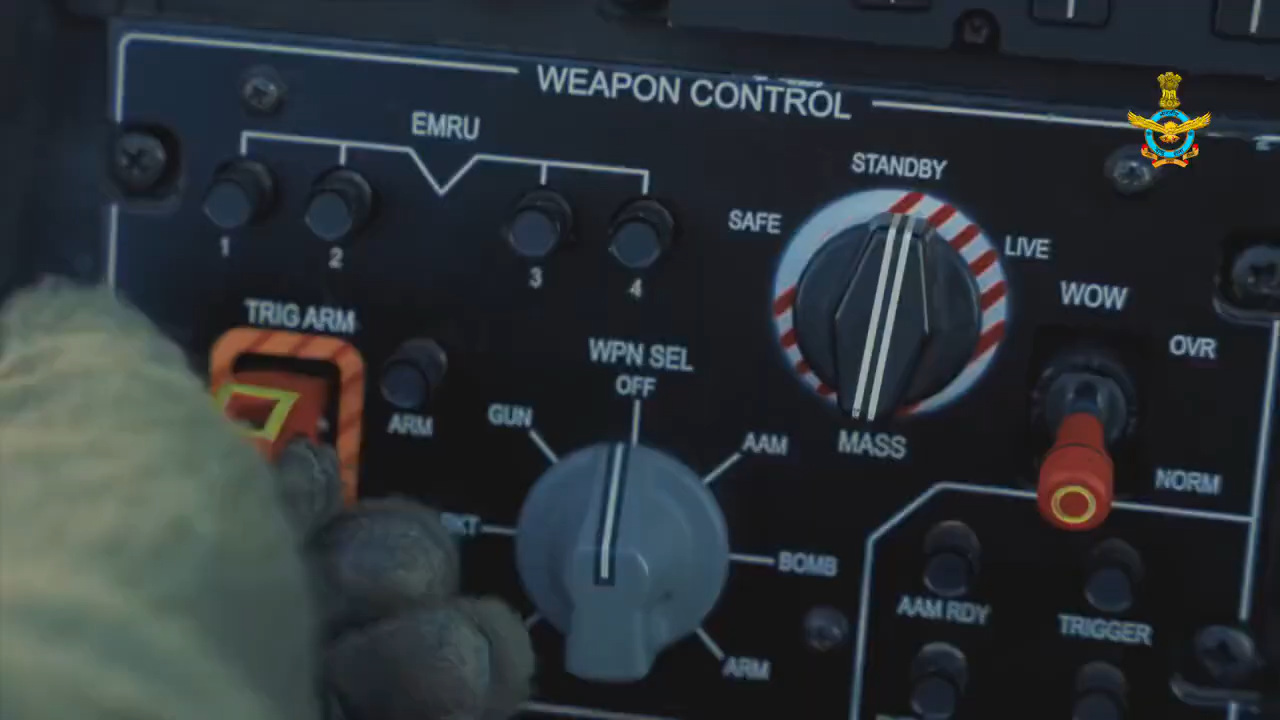 WEAPON CONTROL
EMRU
1
2
3
4
STANDBY
SAFE
LIVE
MASS
WOW
OVR
NORM
TRIG ARM
ARM
WPN SEL
OFF
GUN
AAM
BOMB
ARM
AAM RDY
TRIGGER